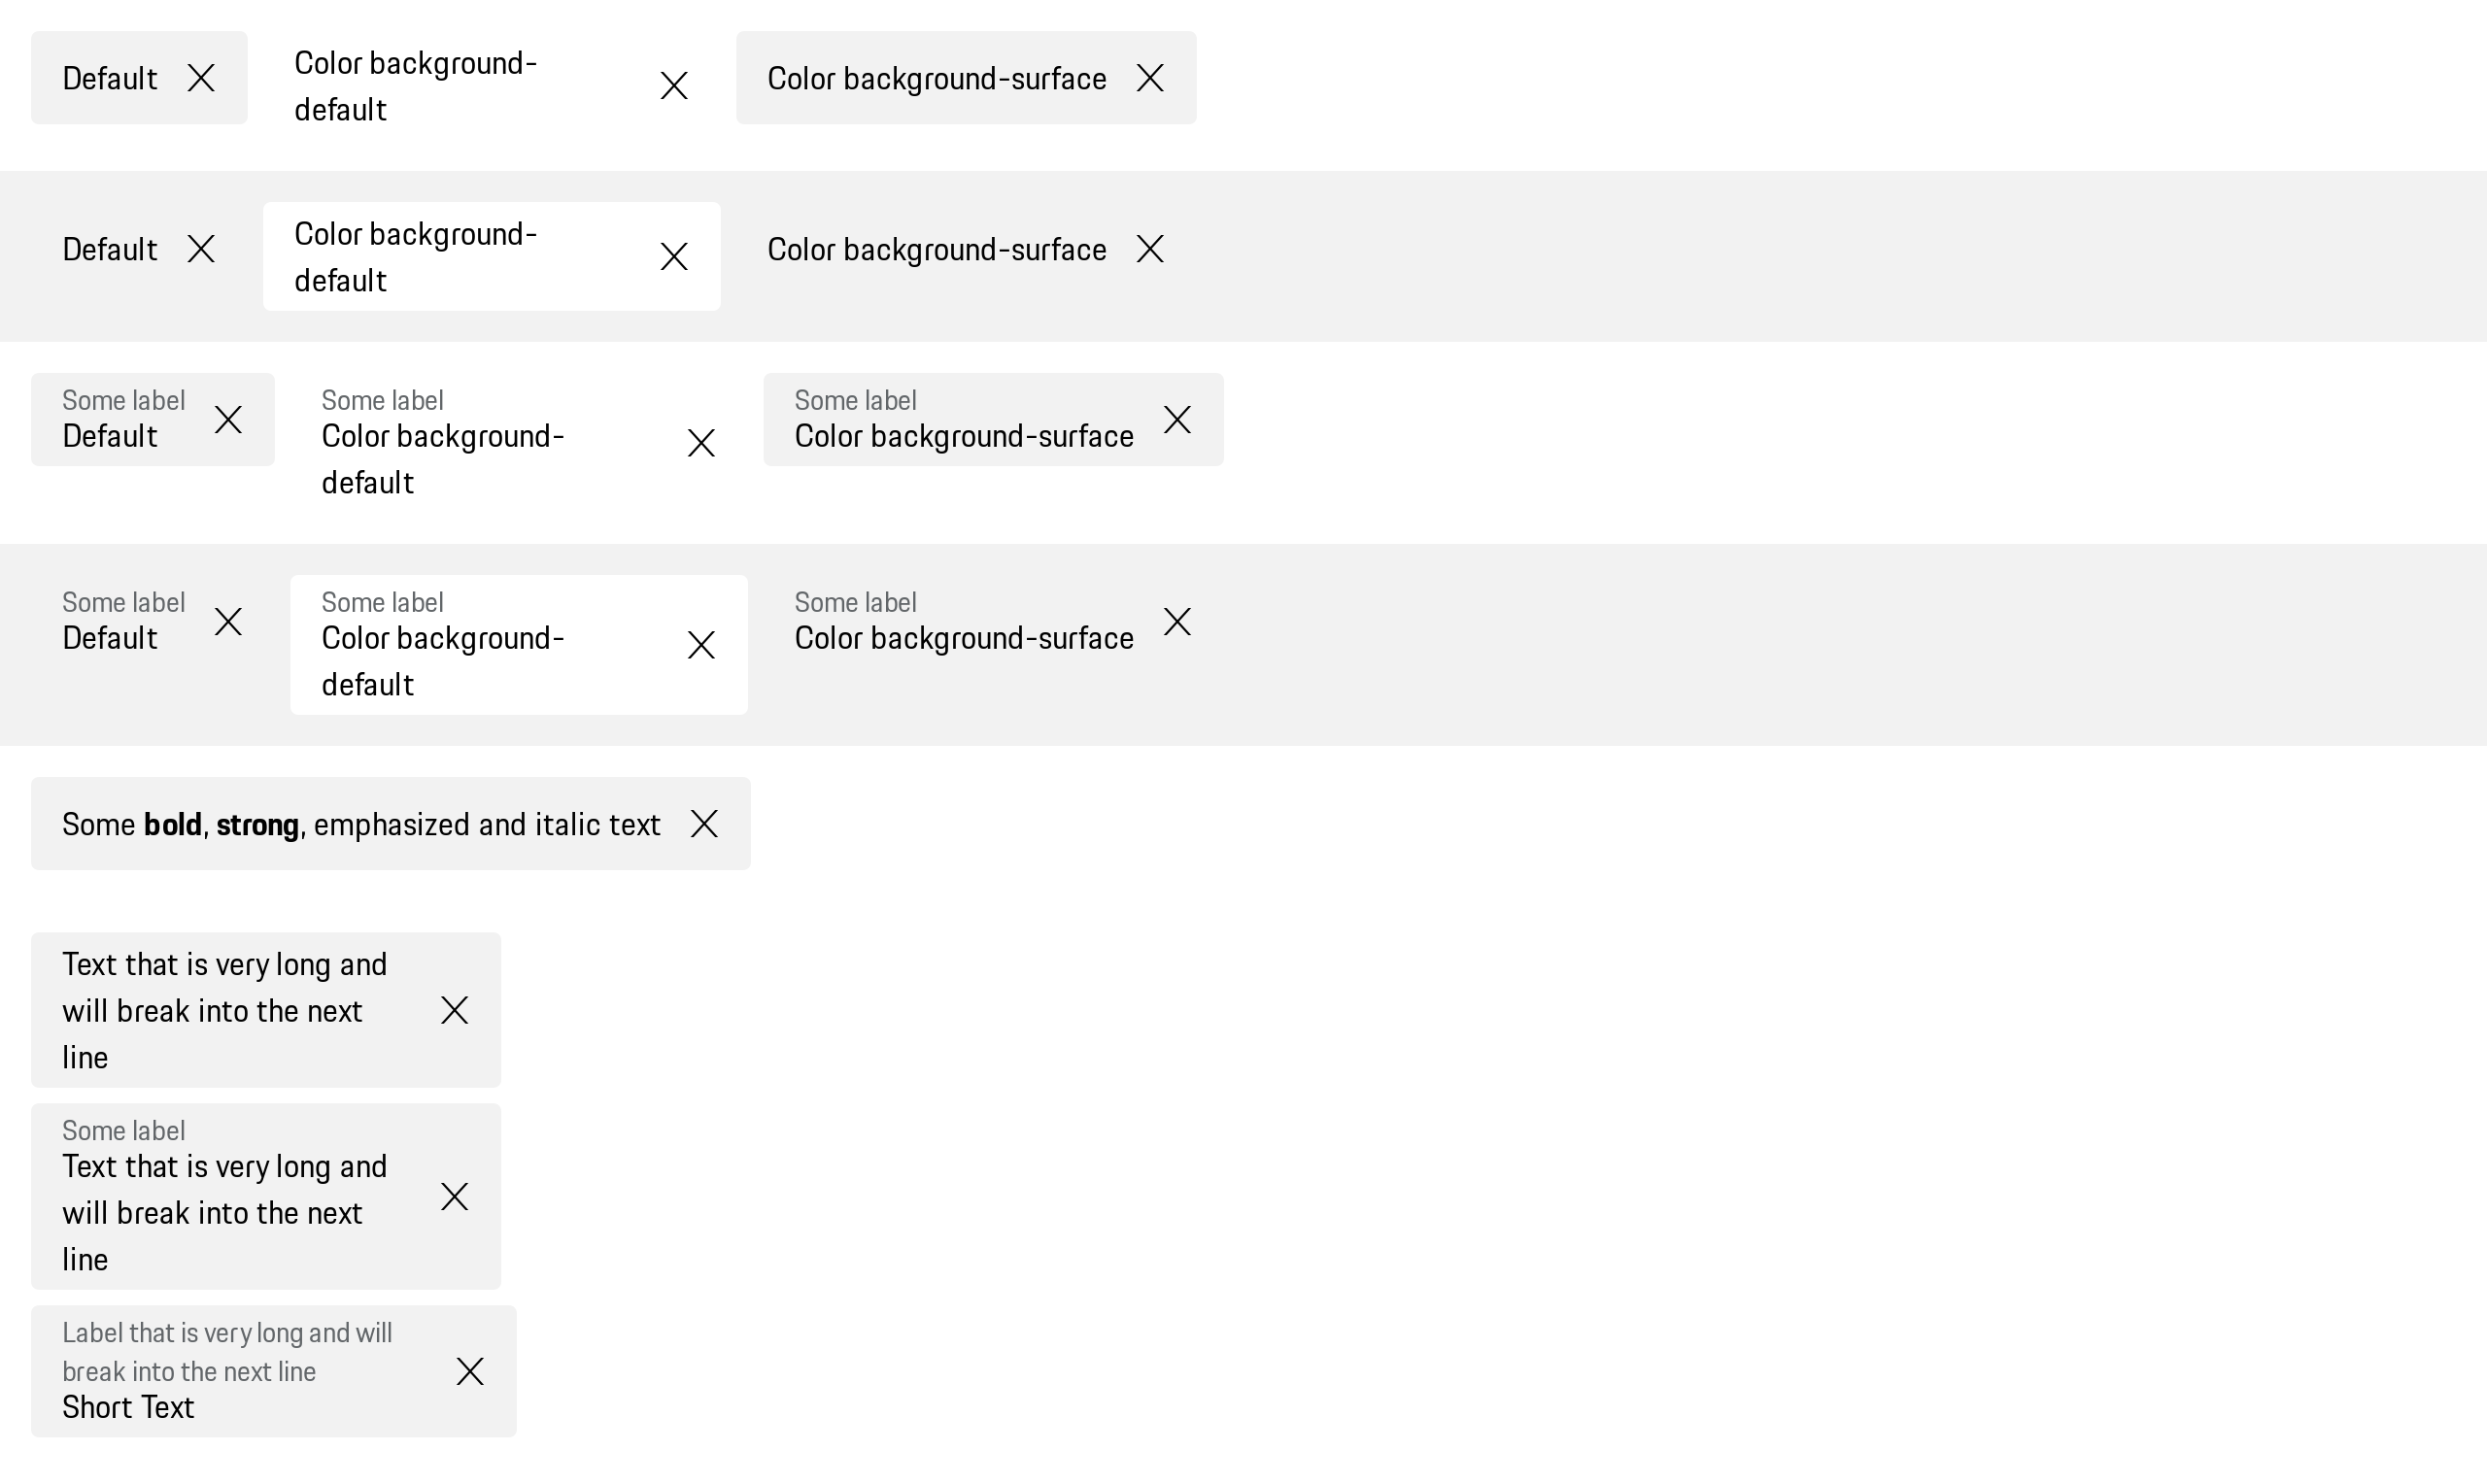 Default
Color background-
default
Color background-surface
Default
Color background-
default
Color background-surface
Some label
Default
Some label
Color background-
default
Some label
Color background-surface
Some label
Default
Some label
Color background-
default
Some label
Color background-surface
Some bold, strong, emphasized and italic text
Text that is very long and
will break into the next
line
Some label
Text that is very long and
will break into the next
line
Label that is very long and will
break into the next line
Short Text